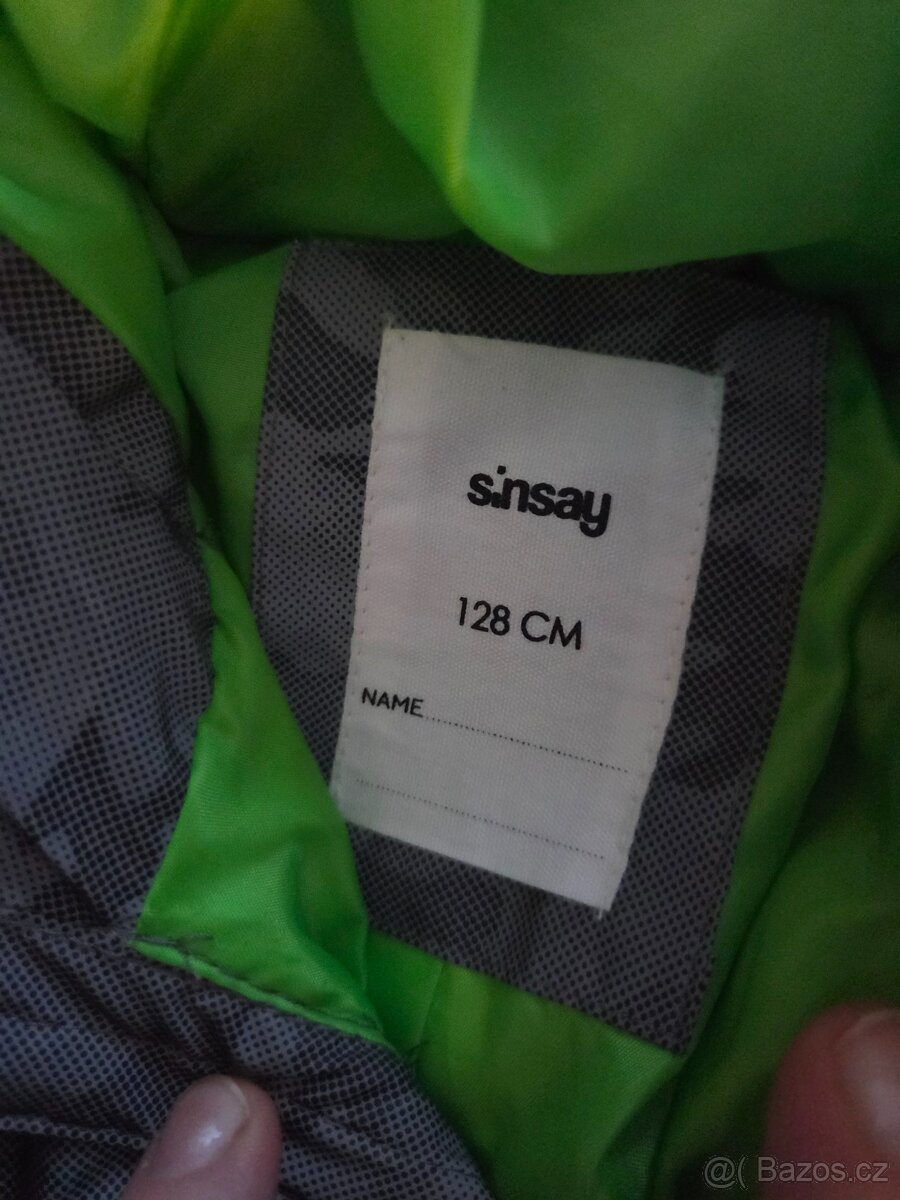 sinsay
128 CM
NAME..............................
..............................
@( Bazos.cz